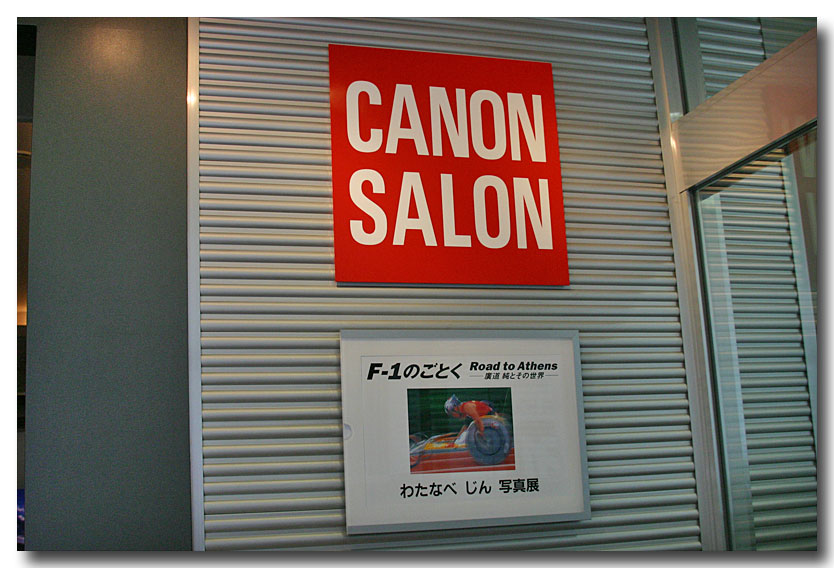 CANON
SALON
F-1のごとく Road to Athens
廣道 純とその世界
わたなべ じん 写真展